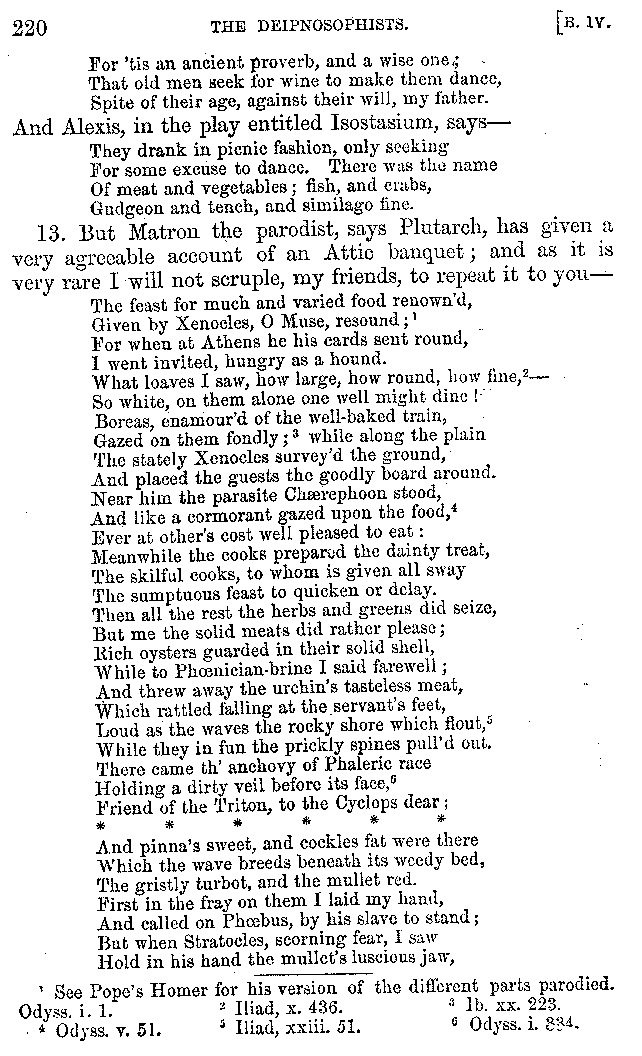 220 THE DEIPNOSOPHISTS. [B. IV.
For 'tis an ancient proverb, and a wise one;
That old men seek for wine to make them dance,
Spite of their age, against their will, my father.
And Alexis, in the play entitled Isostasium, says—
They drank in picnic fashion, only seeking
For some excuse to dance. There was the name
Of meat and vegetables; fish, and crabs,
Gudgeon and tench, and similago fine.
13. But Matron the parodist, says Plutarch, has given a
very agreeable account of an Attic banquet; and as it is
very rare I will not scruple, my friends, to repeat it to you—
The feast for much and varied food renown'd,
Given by Xenocles, O Muse, resound;¹
For when at Athens he his cards sent round,
I went invited, hungry as a hound.
What loaves I saw, how large, how round, how fine,²—
So white, on them alone one well might dine!
Boreas, enamour'd of the well-baked train,
Gazed on them fondly;³ while along the plain
The stately Xenocles survey'd the ground,
And placed the guests the goodly board around.
Near him the parasite Chærephoon stood,
And like a cormorant gazed upon the food,⁴
Ever at other's cost well pleased to eat:
Meanwhile the cooks prepared the dainty treat,
The skilful cooks, to whom is given all sway
The sumptuous feast to quicken or delay.
Then all the rest the herbs and greens did seize,
But me the solid meats did rather please;
Rich oysters guarded in their solid shell,
While to Phœnician-brine I said farewell;
And threw away the urchin's tasteless meat,
Which rattled falling at the servant's feet,
Loud as the waves the rocky shore which flout,⁵
While they in fun the prickly spines pull'd out.
There came th' anchovy of Phaleric race
Holding a dirty veil before its face,⁶
Friend of the Triton, to the Cyclops dear;
* * * * * *
And pinna's sweet, and cockles fat were there
Which the wave breeds beneath its weedy bed,
The gristly turbot, and the mullet red.
First in the fray on them I laid my hand,
And called on Phœbus, by his slave to stand;
But when Stratocles, scorning fear, I saw
Hold in his hand the mullet's luscious jaw,
¹ See Pope's Homer for his version of the different parts parodied.
Odyss. i. 1. ² Iliad, x. 436. ³ Ib. xx. 223.
⁴ Odyss. v. 51. ⁵ Iliad, xxiii. 51. ⁶ Odyss. i. 334.